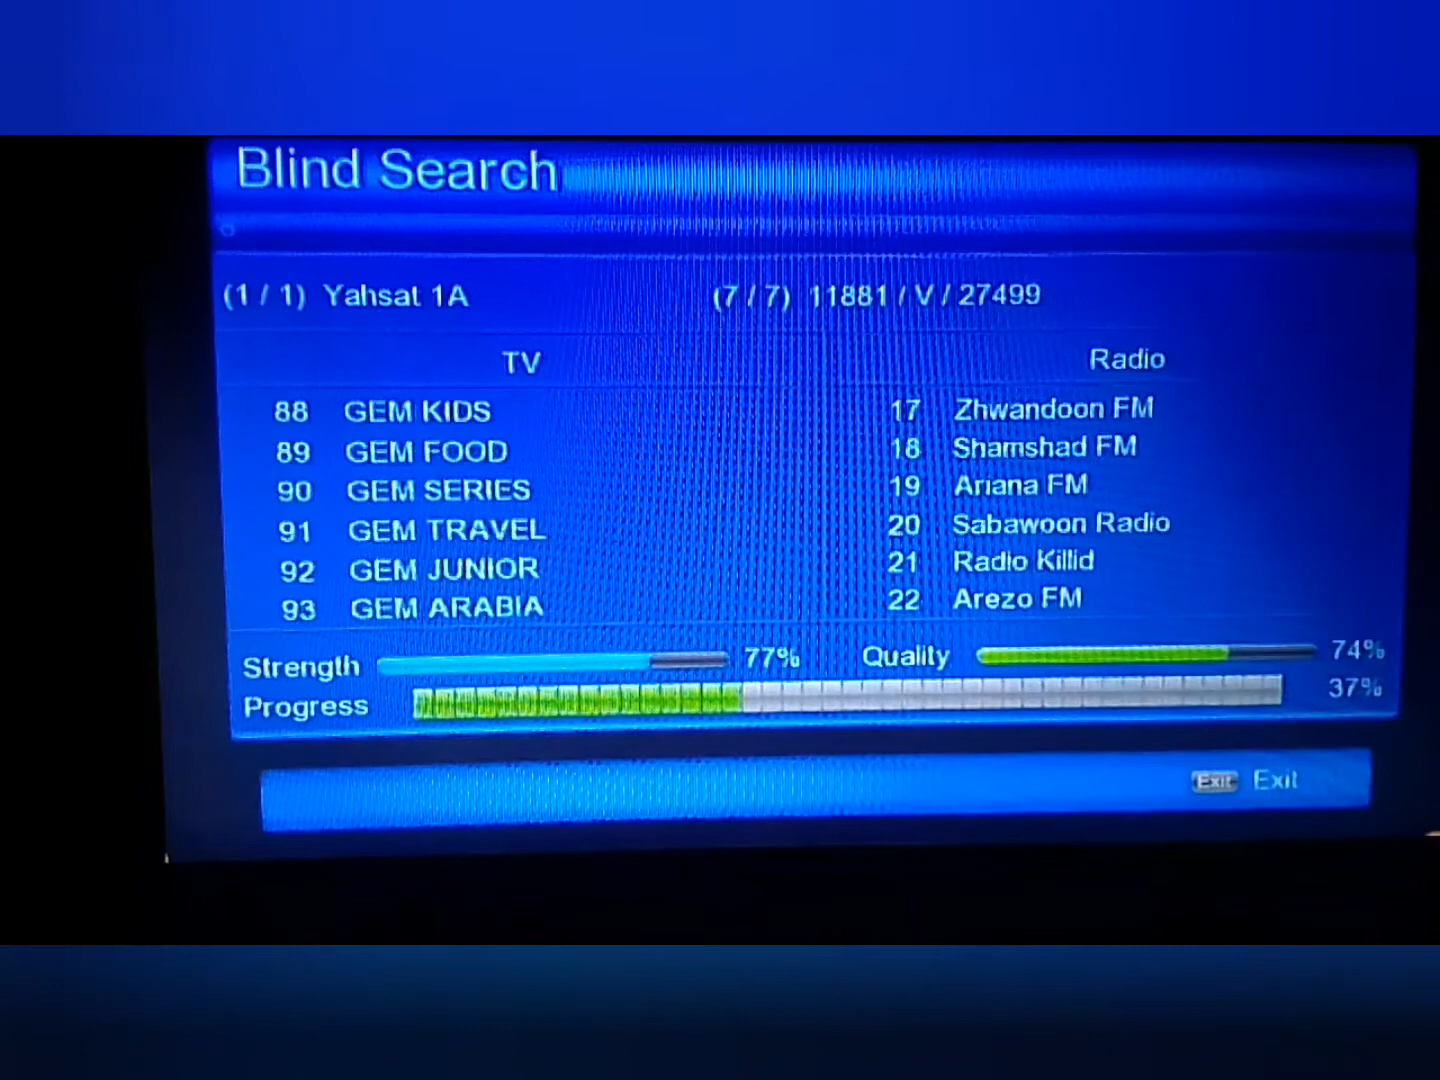 Blind Search
(1 / 1) Yahsat 1A (7 / 7) 11881 / V / 27499
TV Radio
88 GEM KIDS 17 Zhwandoon FM
89 GEM FOOD 18 Shamshad FM
90 GEM SERIES 19 Ariana FM
91 GEM TRAVEL 20 Sabawoon Radio
92 GEM JUNIOR 21 Radio Killid
93 GEM ARABIA 22 Arezo FM
Strength 77% Quality 74%
Progress 37%
Exit Exit